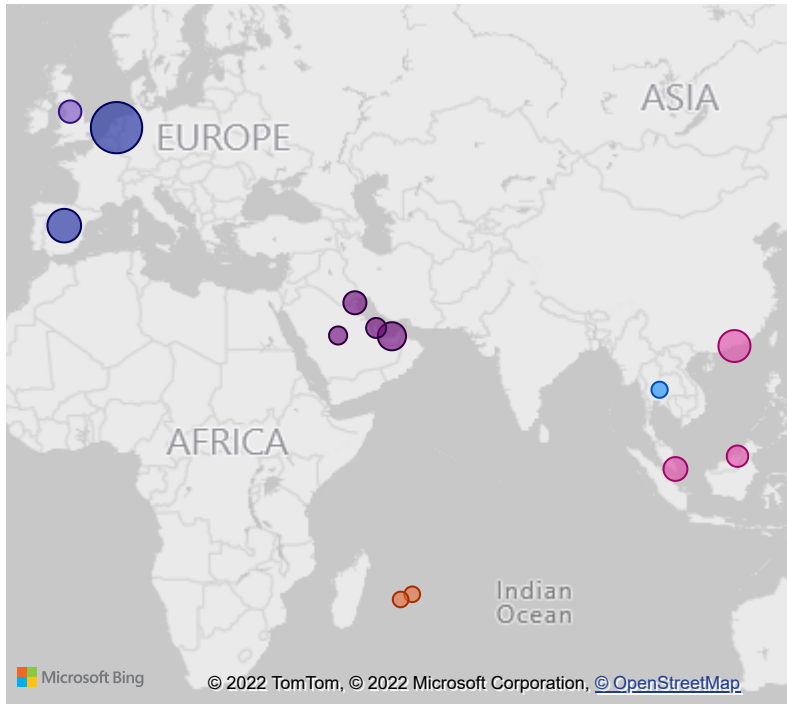 ASIA
EUROPE
AFRICA
Indian
Ocean
Microsoft Bing
© 2022 TomTom, © 2022 Microsoft Corporation, © OpenStreetMap